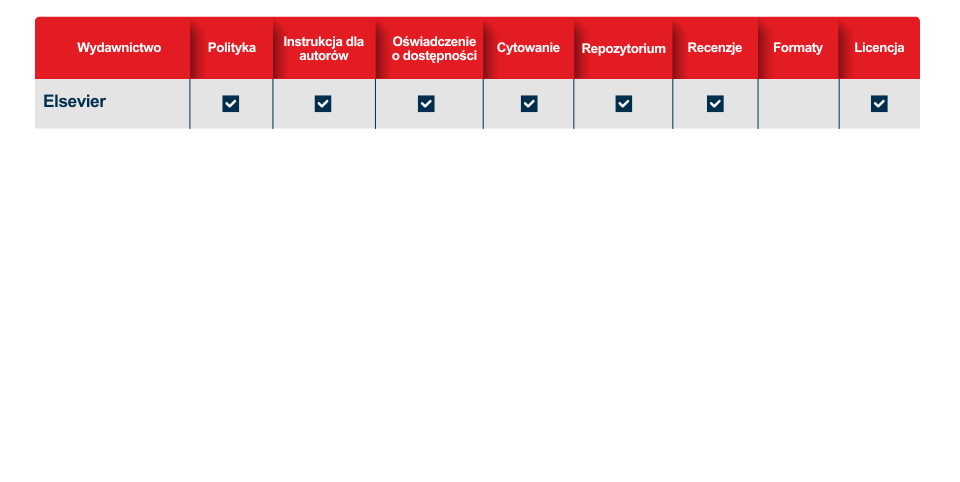 Wydawnictwo
Polityka
Instrukcja dla
autorów
Oświadczenie
o dostępności
Cytowanie
Repozytorium
Recenzje
Formaty
Licencja
Elsevier